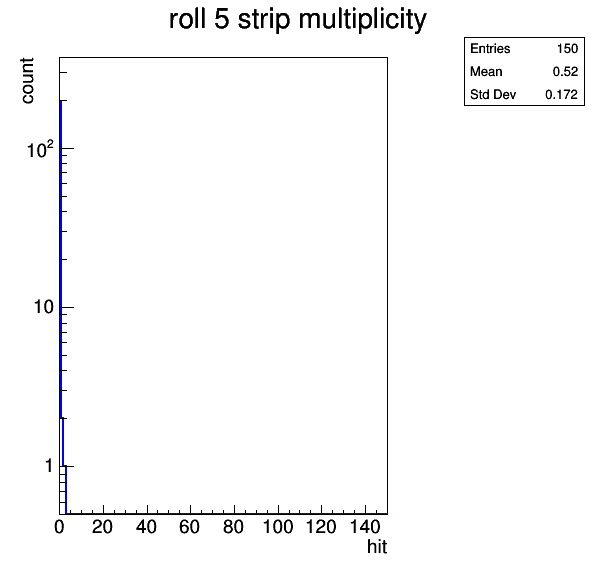 roll 5 strip multiplicity
Entries 150
Mean 0.52
Std Dev 0.172
count
10²
10
1
0 20 40 60 80 100 120 140
hit